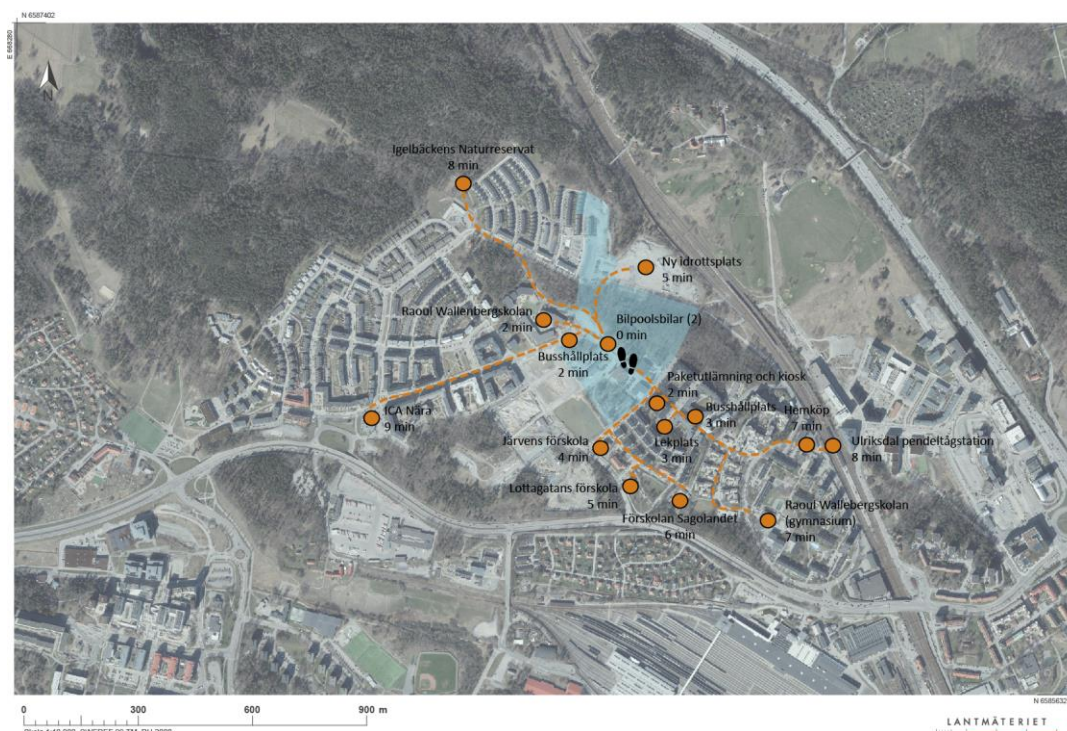 N 6587402
E 668280
N
Igelbäckens Naturreservat
8 min
Ny idrottsplats
5 min
Raoul Wallenbergskolan
2 min
Bilpoolsbilar (2)
0 min
Busshållplats
2 min
Paketutlämning och kiosk
2 min
Busshållplats
3 min
Hemköp
7 min
ICA Nära
9 min
Lekplats
3 min
Ulriksdal pendeltågstation
8 min
Järvens förskola
4 min
Lottagatans förskola
5 min
Förskolan Sagolandet
6 min
Raoul Wallebergskolan
(gymnasium)
7 min
N 6585632
0 300 600 900 m
LANTMÄTERIET